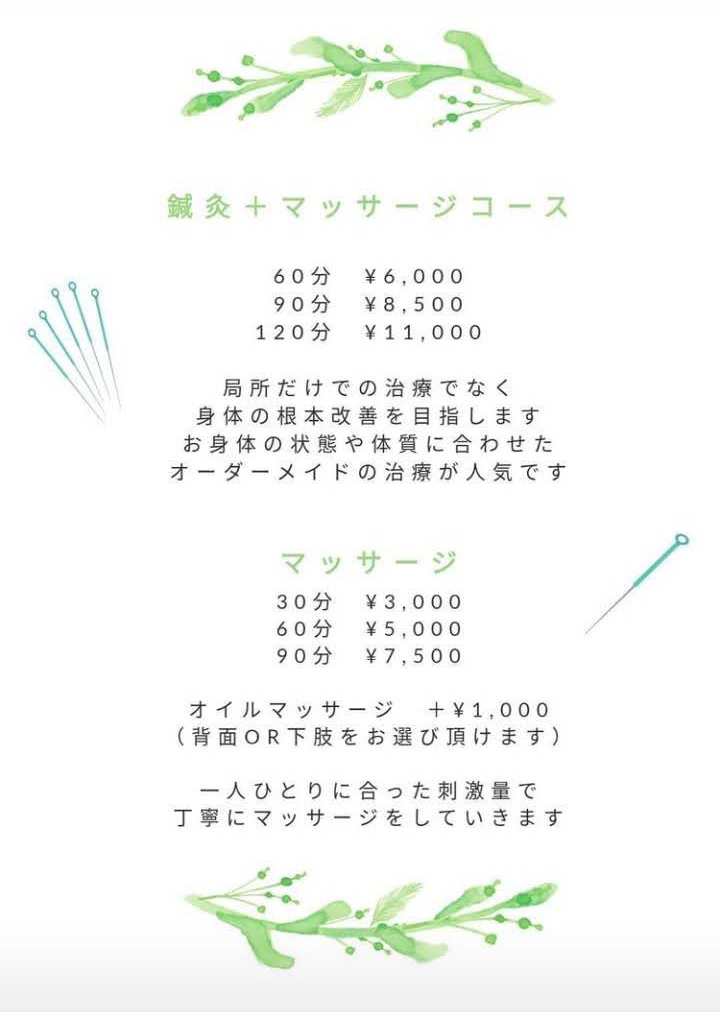 鍼灸＋マッサージコース
60分　¥6,000
90分　¥8,500
120分　¥11,000
局所だけでの治療でなく
身体の根本改善を目指します
お身体の状態や体質に合わせた
オーダーメイドの治療が人気です
マッサージ
30分　¥3,000
60分　¥5,000
90分　¥7,500
オイルマッサージ　＋¥1,000
（背面OR下肢をお選び頂けます）
一人ひとりに合った刺激量で
丁寧にマッサージをしていきます